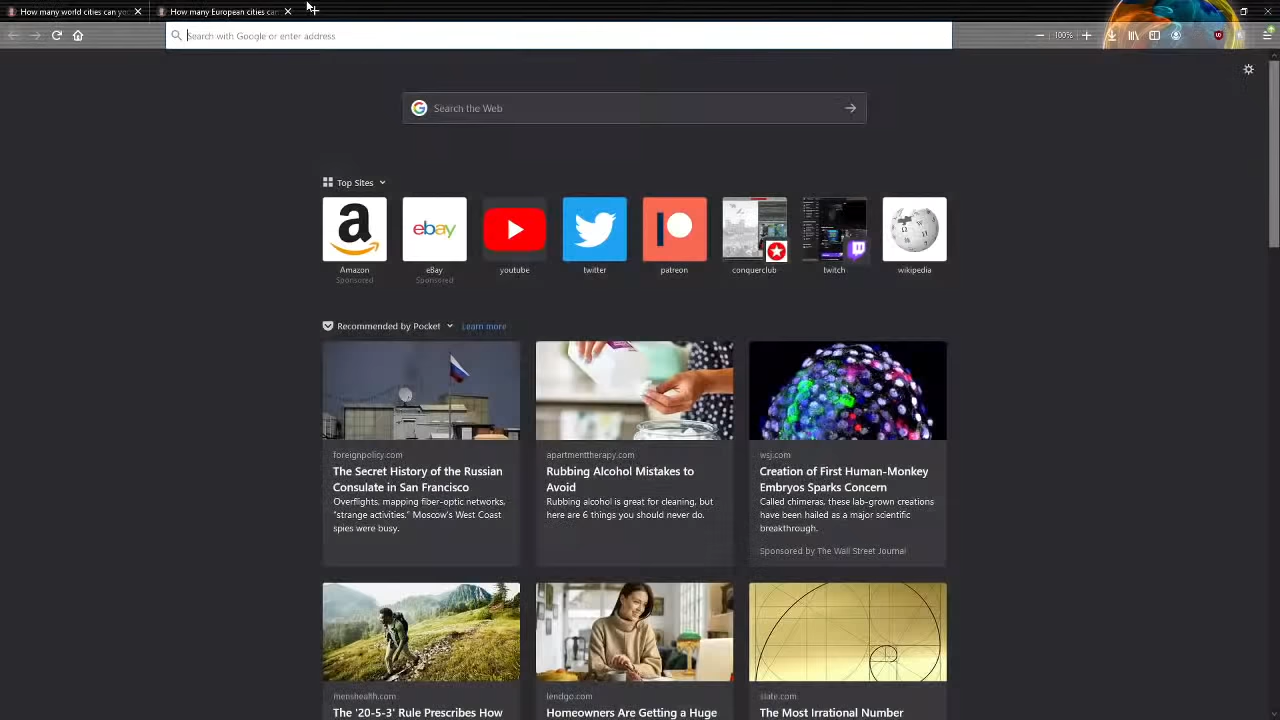 How many world cities can yo
How many European cities can
Search with Google or enter address
100%
Search the Web
Top Sites
a
ebay
W
Amazon
Sponsored
eBay
Sponsored
youtube
twitter
patreon
conquerclub
twitch
wikipedia
Recommended by Pocket
Learn more
foreignpolicy.com
The Secret History of the Russian
Consulate in San Francisco
Overflights, mapping fiber-optic networks,
"strange activities." Moscow's West Coast
spies were busy.
apartmenttherapy.com
Rubbing Alcohol Mistakes to
Avoid
Rubbing alcohol is great for cleaning, but
here are 6 things you should never do.
wsj.com
Creation of First Human-Monkey
Embryos Sparks Concern
Called chimeras, these lab-grown creations
have been hailed as a major scientific
breakthrough.
Sponsored by The Wall Street Journal
menshealth.com
The '20-5-3' Rule Prescribes How
lendgo.com
Homeowners Are Getting a Huge
slate.com
The Most Irrational Number